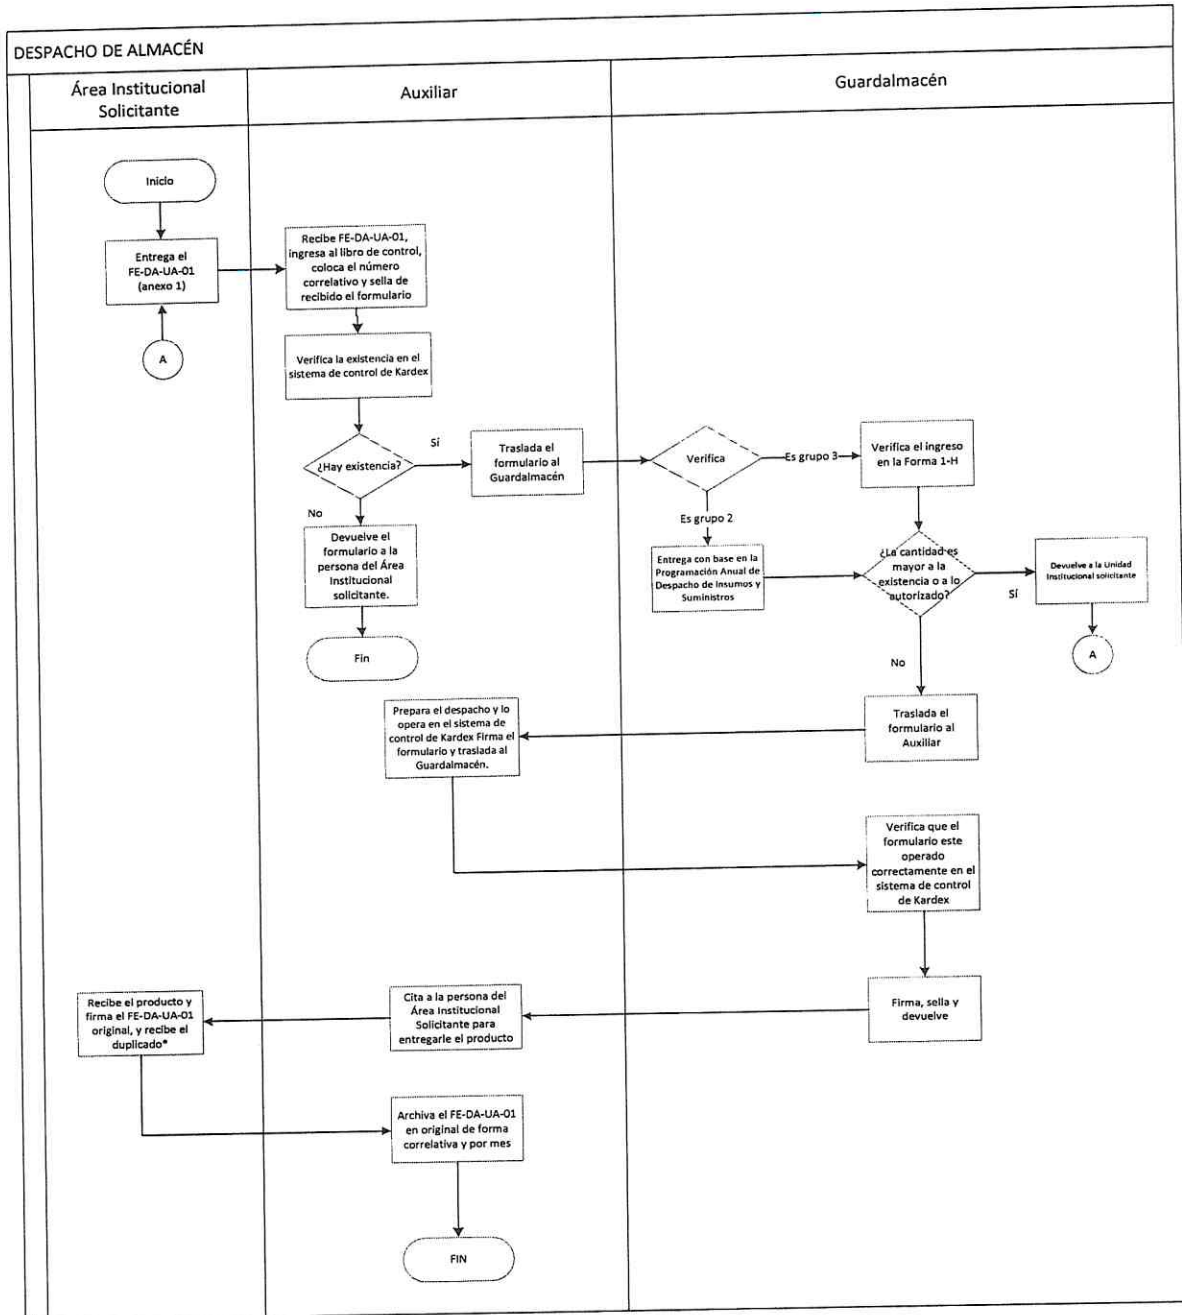 DESPACHO DE ALMACÉN
Área Institucional
Solicitante
Auxiliar
Guardalmacén
Inicio
Entrega el
FE-DA-UA-01
(anexo 1)
A
Recibe FE-DA-UA-01,
ingresa al libro de control,
coloca el número
correlativo y sella de
recibido el formulario
Verifica la existencia en el
sistema de control de Kardex
¿Hay existencia?
Sí
No
Traslada el
formulario al
Guardalmacén
Devuelve el
formulario a la
persona del Área
Institucional
solicitante.
Fin
Verifica
Es grupo 3
Es grupo 2
Verifica el ingreso
en la Forma 1-H
Entrega con base en la
Programación Anual de
Despacho de Insumos y
Suministros
¿La cantidad es
mayor a la
existencia o a lo
autorizado?
Sí
No
Devuelve a la Unidad
Institucional solicitante
A
Traslada el
formulario al
Auxiliar
Prepara el despacho y lo
opera en el sistema de
control de Kardex Firma el
formulario y traslada al
Guardalmacén.
Verifica que el
formulario este
operado
correctamente en el
sistema de control
de Kardex
Firma, sella y
devuelve
Cita a la persona del
Área Institucional
Solicitante para
entregarle el producto
Recibe el producto y
firma el FE-DA-UA-01
original, y recibe el
duplicado*
Archiva el FE-DA-UA-01
en original de forma
correlativa y por mes
FIN